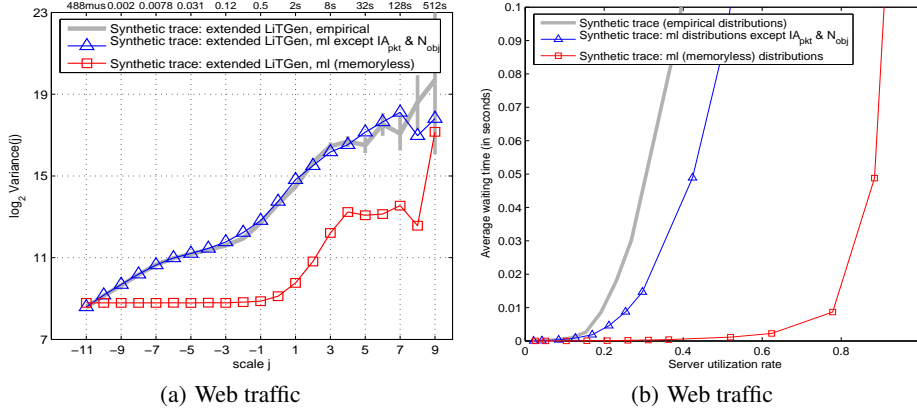 488mus 0.002 0.0078 0.031 0.12 0.5 2s 8s 32s 128s 512s
23
19
15
11
7
log2 Variance(j)
Synthetic trace: extended LiTGen, empirical
Synthetic trace: extended LiTGen, ml except IApkt & Nobj
Synthetic trace: extended LiTGen, ml (memoryless)
−11 −9 −7 −5 −3 −1 1 3 5 7 9
scale j
(a) Web traffic
0.1
0.09
0.08
0.07
0.06
0.05
0.04
0.03
0.02
0.01
0
Average waiting time (in seconds)
Synthetic trace (empirical distributions)
Synthetic trace: ml distributions except IApkt & Nobj
Synthetic trace: ml (memoryless) distributions
0 0.2 0.4 0.6 0.8
Server utilization rate
(b) Web traffic